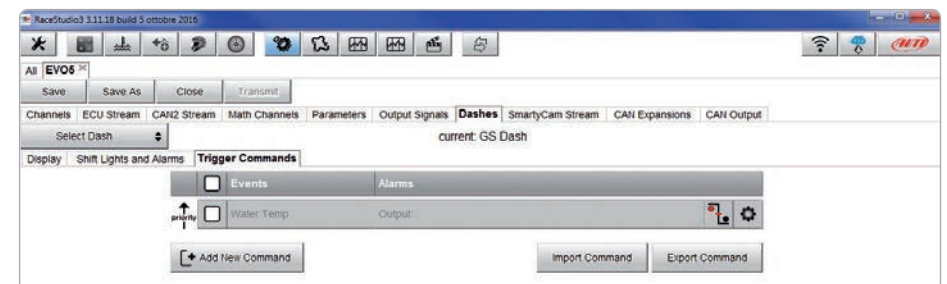 RaceStudio3 3.11.18 build 5 ottobre 2016
All EVO5
Save Save As Close Transmit
Channels ECU Stream CAN2 Stream Math Channels Parameters Output Signals Dashes SmartyCam Stream CAN Expansions CAN Output
Select Dash current: GS Dash
Display Shift Lights and Alarms Trigger Commands
Events Alarms
priority Water Temp Output
Add New Command Import Command Export Command